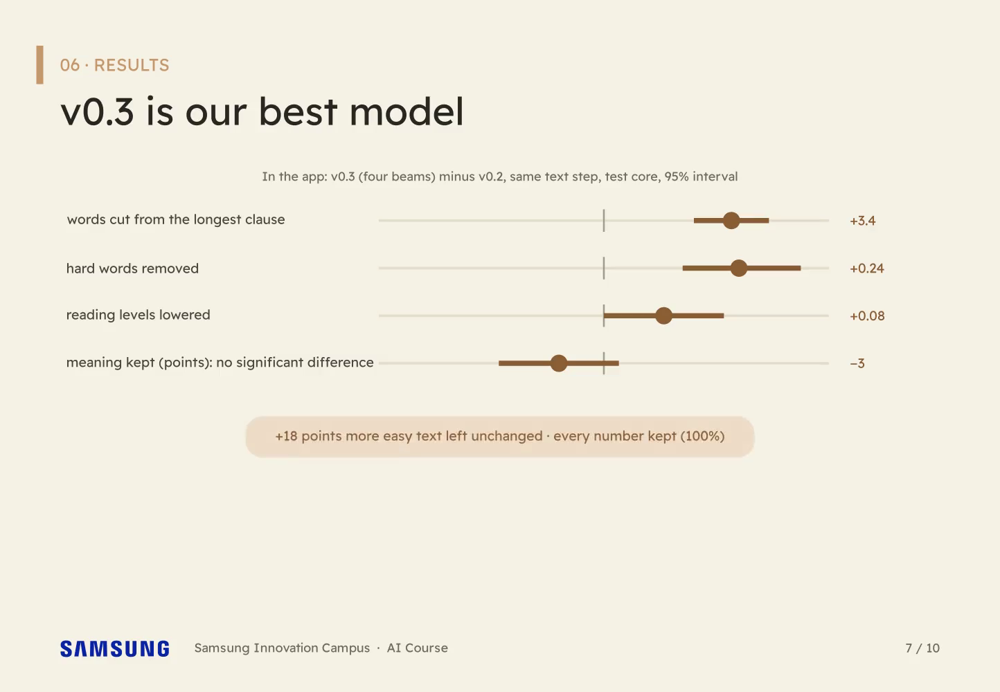 06 · RESULTS
v0.3 is our best model
In the app: v0.3 (four beams) minus v0.2, same text step, test core, 95% interval
words cut from the longest clause +3.4
hard words removed +0.24
reading levels lowered +0.08
meaning kept (points): no significant difference −3
+18 points more easy text left unchanged · every number kept (100%)
SAMSUNG Samsung Innovation Campus · AI Course 7 / 10